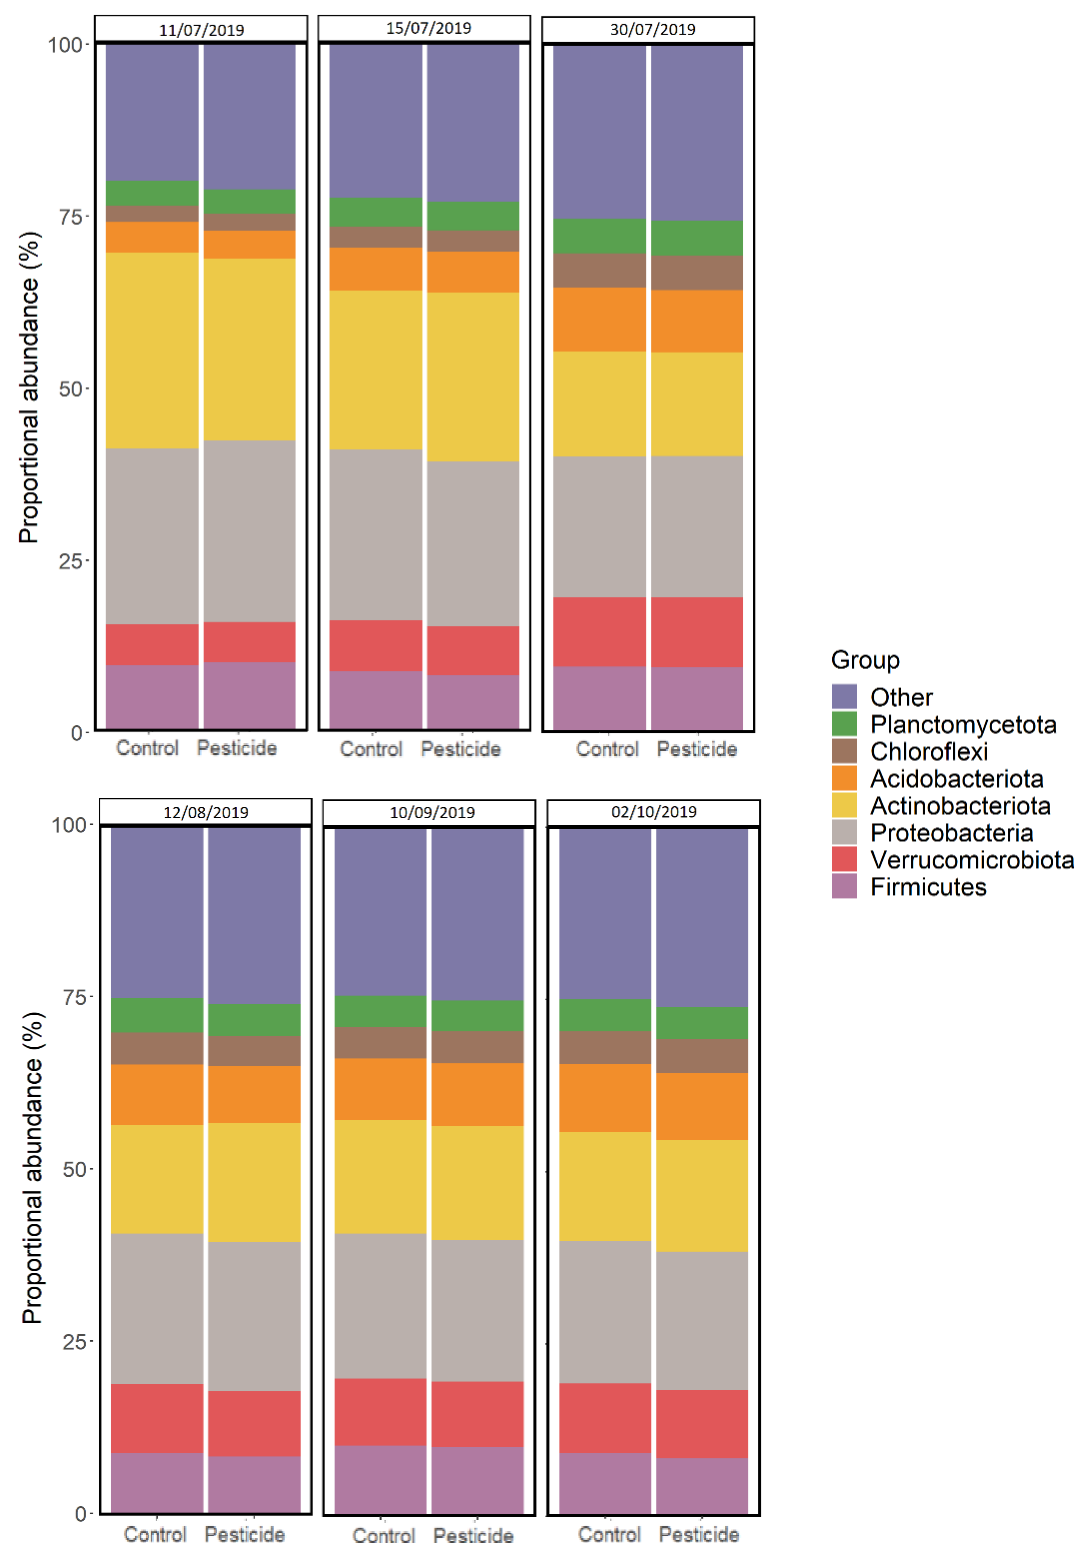 11/07/2019 15/07/2019 30/07/2019
100
75
50
25
0
Proportional abundance (%)
Control Pesticide Control Pesticide Control Pesticide
Group
Other
Planctomycetota
Chloroflexi
Acidobacteriota
Actinobacteriota
Proteobacteria
Verrucomicrobiota
Firmicutes
12/08/2019 10/09/2019 02/10/2019
100
75
50
25
0
Proportional abundance (%)
Control Pesticide Control Pesticide Control Pesticide